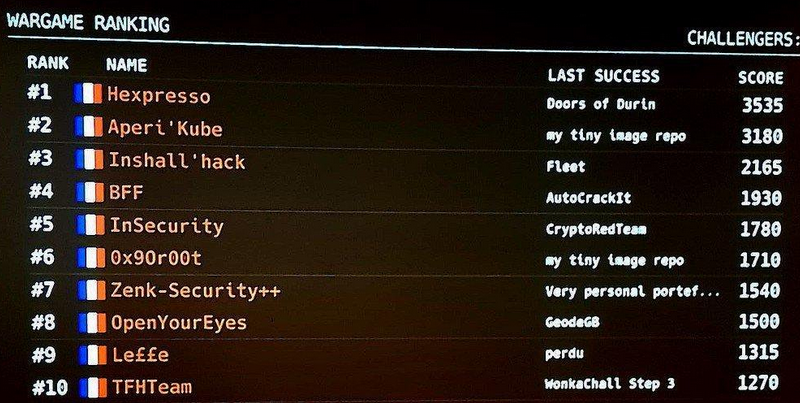 WARGAME RANKING
CHALLENGERS:
RANK NAME LAST SUCCESS SCORE
#1 Hexpresso Doors of Durin 3535
#2 Aperi'Kube my tiny image repo 3180
#3 Inshall'hack Fleet 2165
#4 BFF AutoCrackIt 1930
#5 InSecurity CryptoRedTeam 1780
#6 0x90r00t my tiny image repo 1710
#7 Zenk-Security++ Very personal portef... 1540
#8 OpenYourEyes GeodeGB 1500
#9 Le££e perdu 1315
#10 TFHTeam WonkaChall Step 3 1270